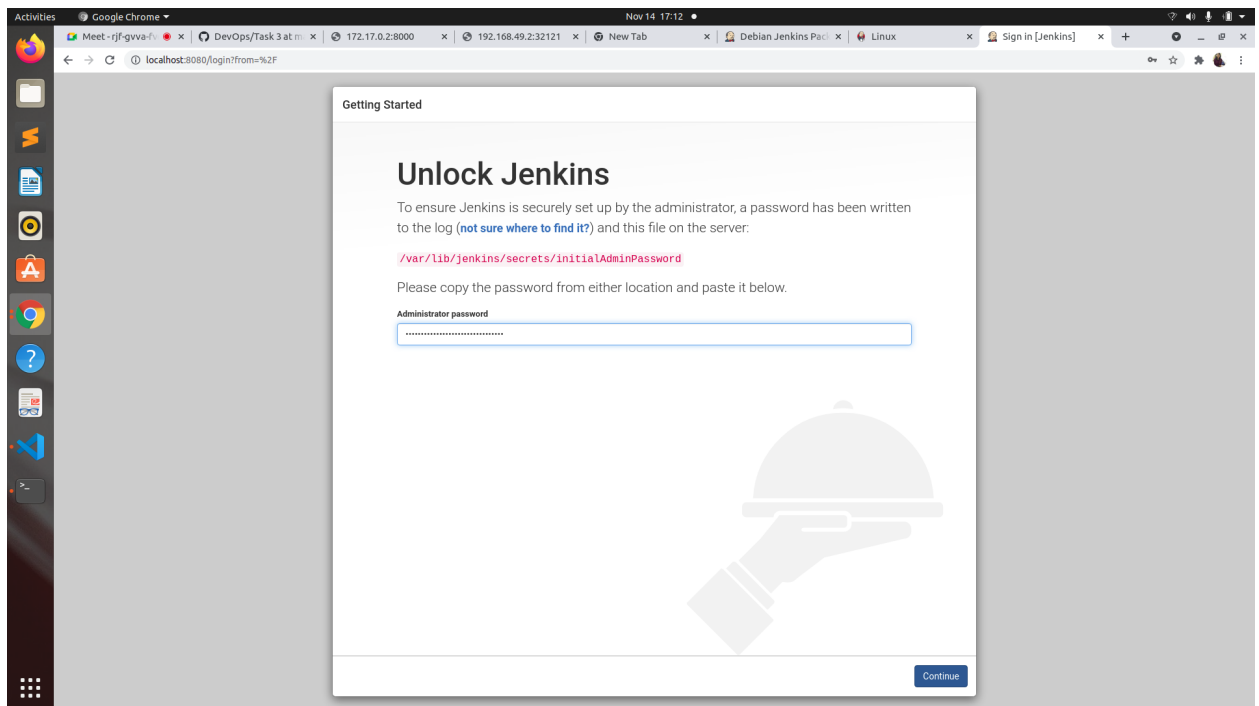 Activities
Google Chrome ▾
Nov 14 17:12
Meet - rjf-gvva-fv
DevOps/Task 3 at m
172.17.0.2:8000
192.168.49.2:32121
New Tab
Debian Jenkins Pack
Linux
Sign in [Jenkins]
localhost:8080/login?from=%2F
Getting Started
Unlock Jenkins
To ensure Jenkins is securely set up by the administrator, a password has been written
to the log (not sure where to find it?) and this file on the server:
/var/lib/jenkins/secrets/initialAdminPassword
Please copy the password from either location and paste it below.
Administrator password
Continue